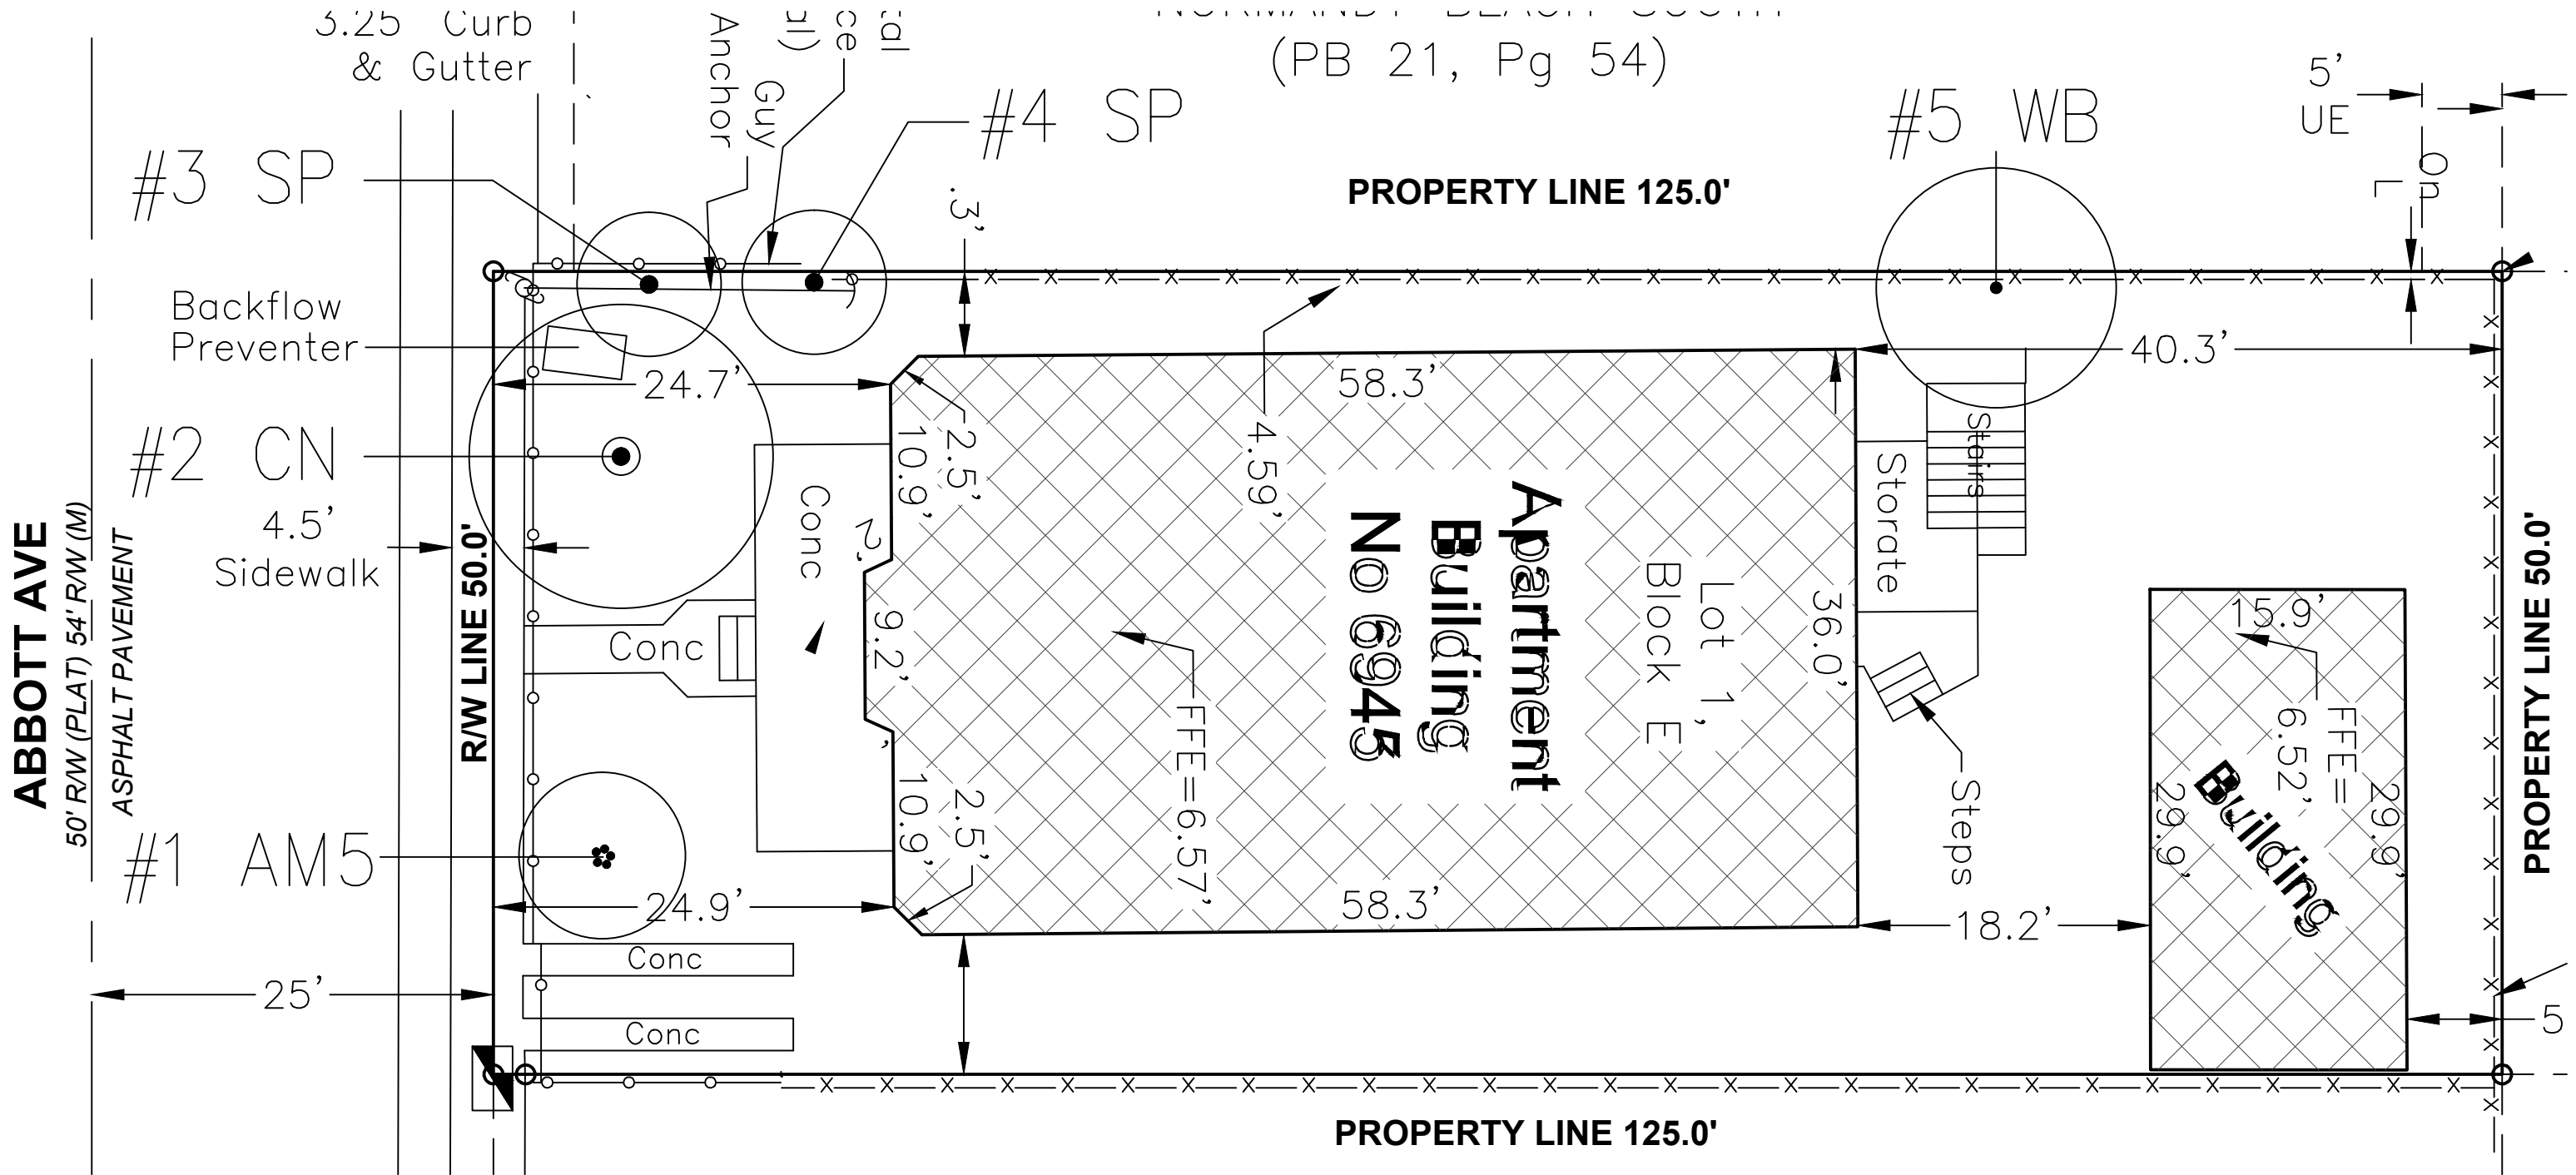 3.25 Curb
& Gutter
Guy
Anchor
(PB 21, Pg 54)
5'
UE
#3 SP
#4 SP
#5 WB
On
L
PROPERTY LINE 125.0'
.3'
Backflow
Preventer
24.7'
58.3'
40.3'
#2 CN
4.5'
Sidewalk
ABBOTT AVE
50' R/W (PLAT) 54' R/W (M)
ASPHALT PAVEMENT
R/W LINE 50.0'
Conc
2.5'
10.9'
2.'
9.2'
4.59'
Apartment
Building
No 6945
Lot 1,
Block E
36.0'
Storate
Stairs
Conc
FFE=6.57'
Steps
15.9'
FFE=
6.52'
29.9'
29.9'
Building
PROPERTY LINE 50.0'
#1 AM5
24.9'
10.9'
2.5'
58.3'
18.2'
Conc
Conc
25'
5
PROPERTY LINE 125.0'